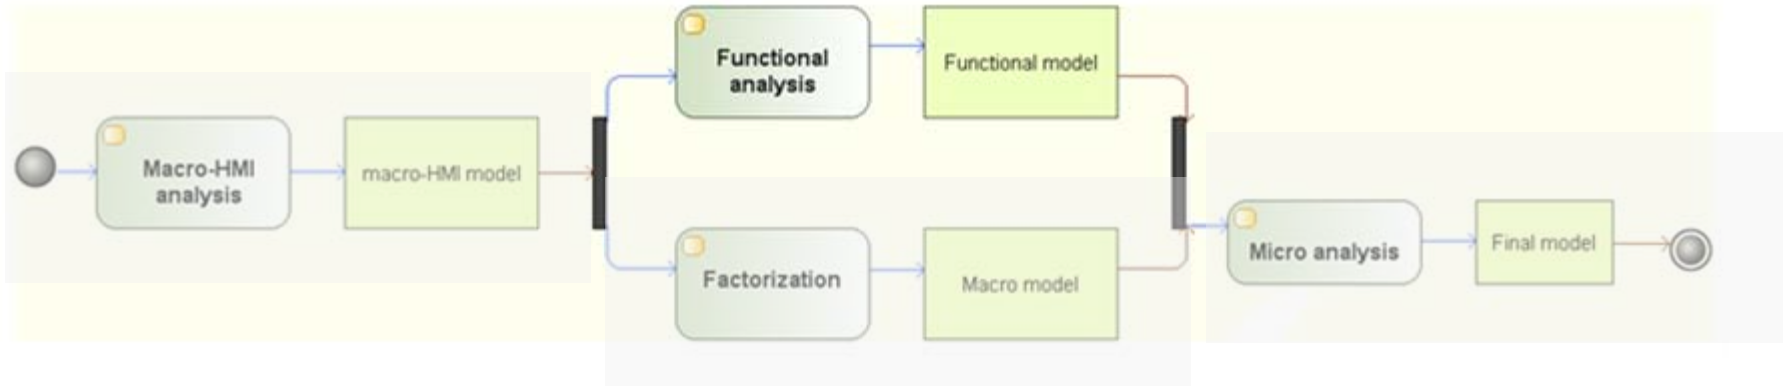 Macro-HMI
analysis
macro-HMI model
Functional
analysis
Functional model
Factorization
Macro model
Micro analysis
Final model